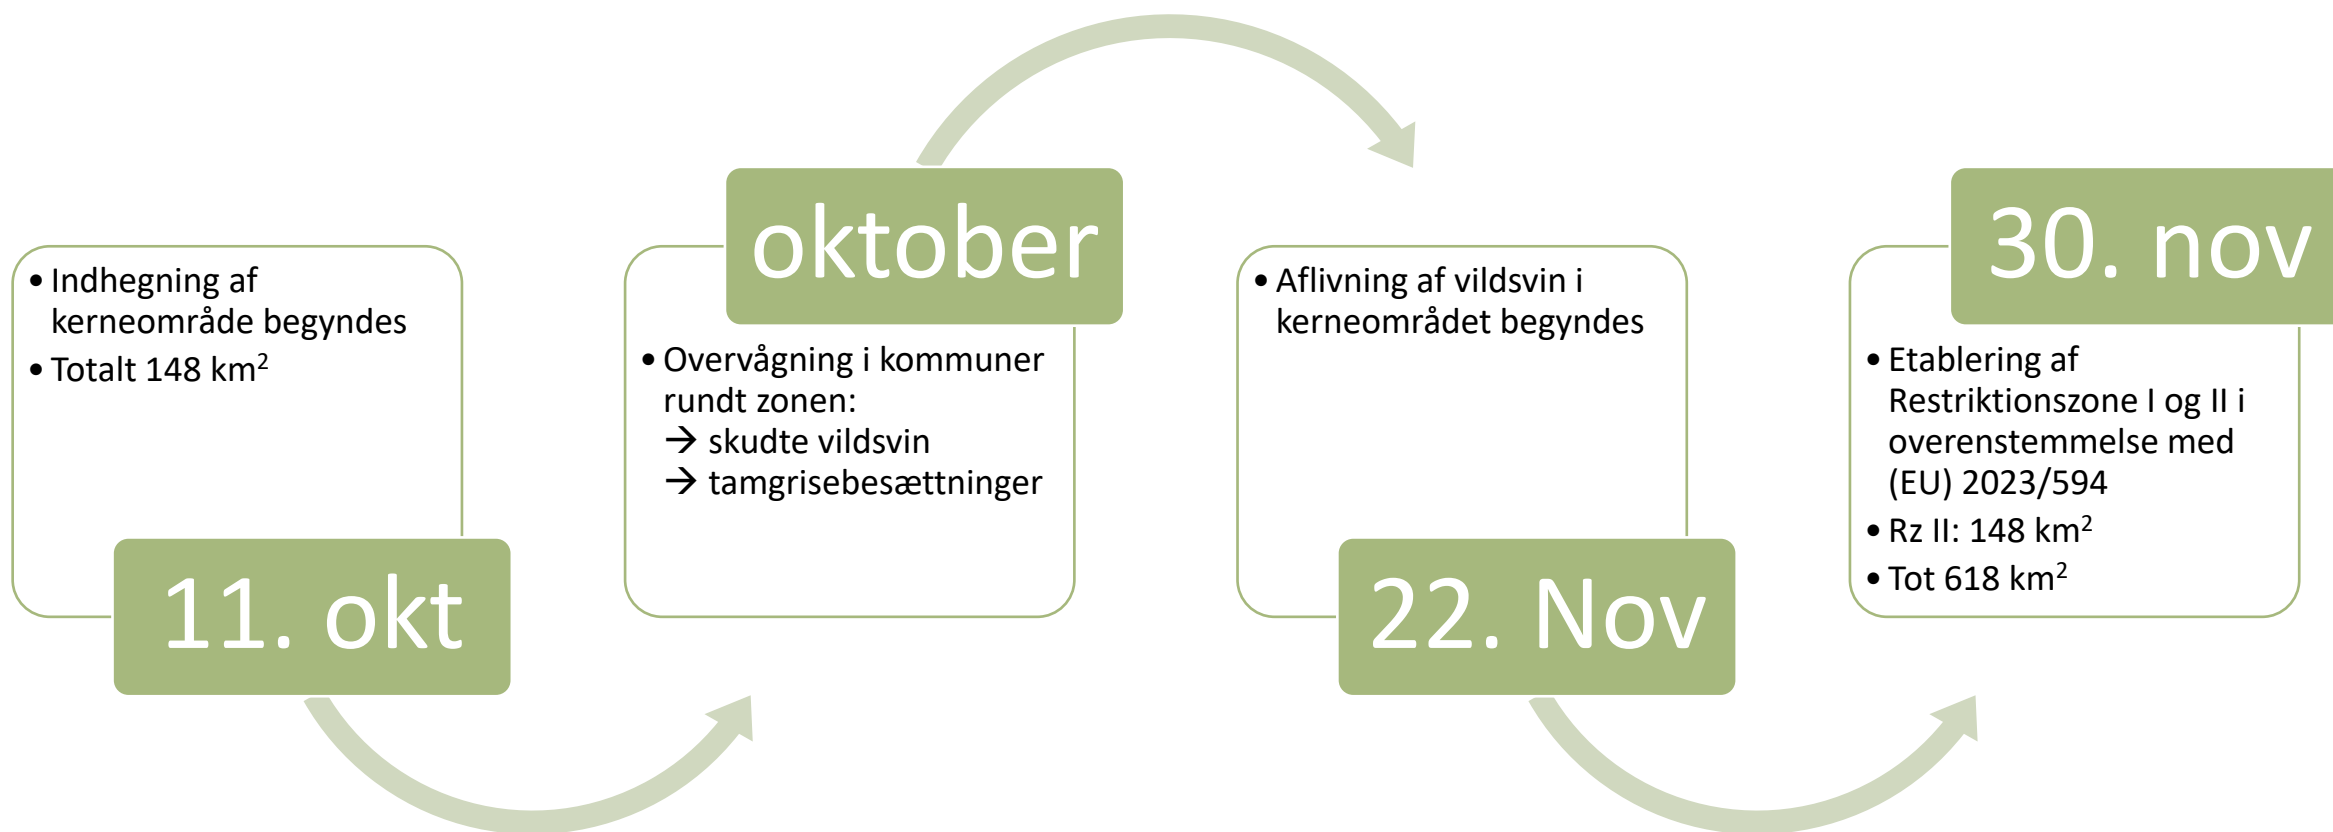 • Indhegning af
kerneområde begyndes
• Totalt 148 km²
11. okt
oktober
• Overvågning i kommuner
rundt zonen:
→ skudte vildsvin
→ tamgrisebesættninger
• Aflivning af vildsvin i
kerneområdet begyndes
22. Nov
30. nov
• Etablering af
Restriktionszone I og II i
overenstemmelse med
(EU) 2023/594
• Rz II: 148 km²
• Tot 618 km²